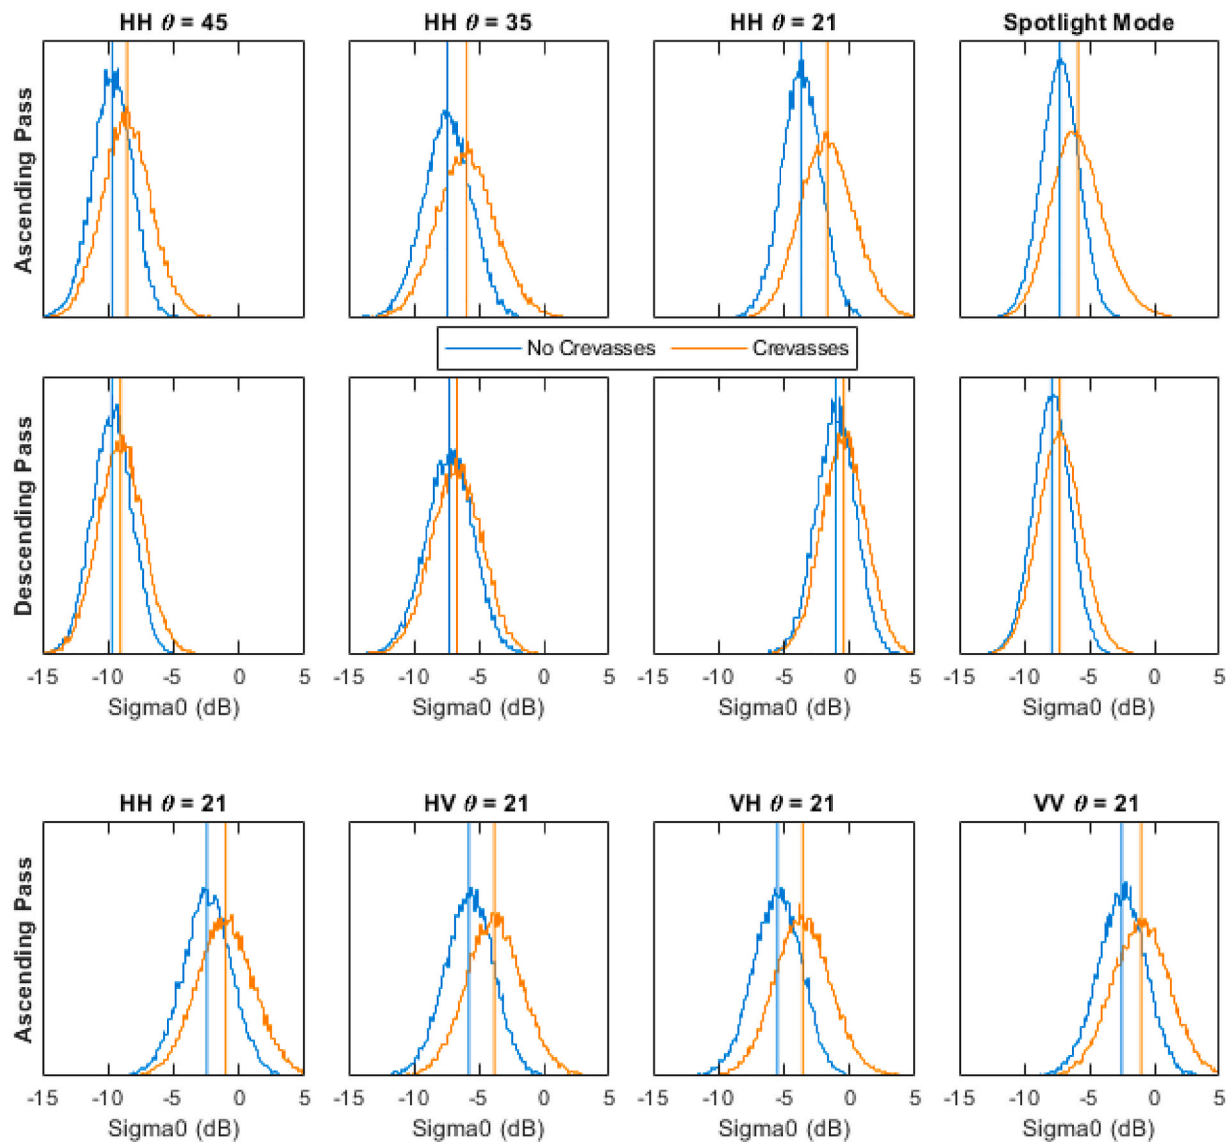 HH θ = 45
HH θ = 35
HH θ = 21
Spotlight Mode
Ascending Pass
No Crevasses
Crevasses
Descending Pass
-15 -10 -5 0 5
-15 -10 -5 0 5
-15 -10 -5 0 5
-15 -10 -5 0 5
Sigma0 (dB)
Sigma0 (dB)
Sigma0 (dB)
Sigma0 (dB)
HH θ = 21
HV θ = 21
VH θ = 21
VV θ = 21
Ascending Pass
-15 -10 -5 0 5
-15 -10 -5 0 5
-15 -10 -5 0 5
-15 -10 -5 0 5
Sigma0 (dB)
Sigma0 (dB)
Sigma0 (dB)
Sigma0 (dB)